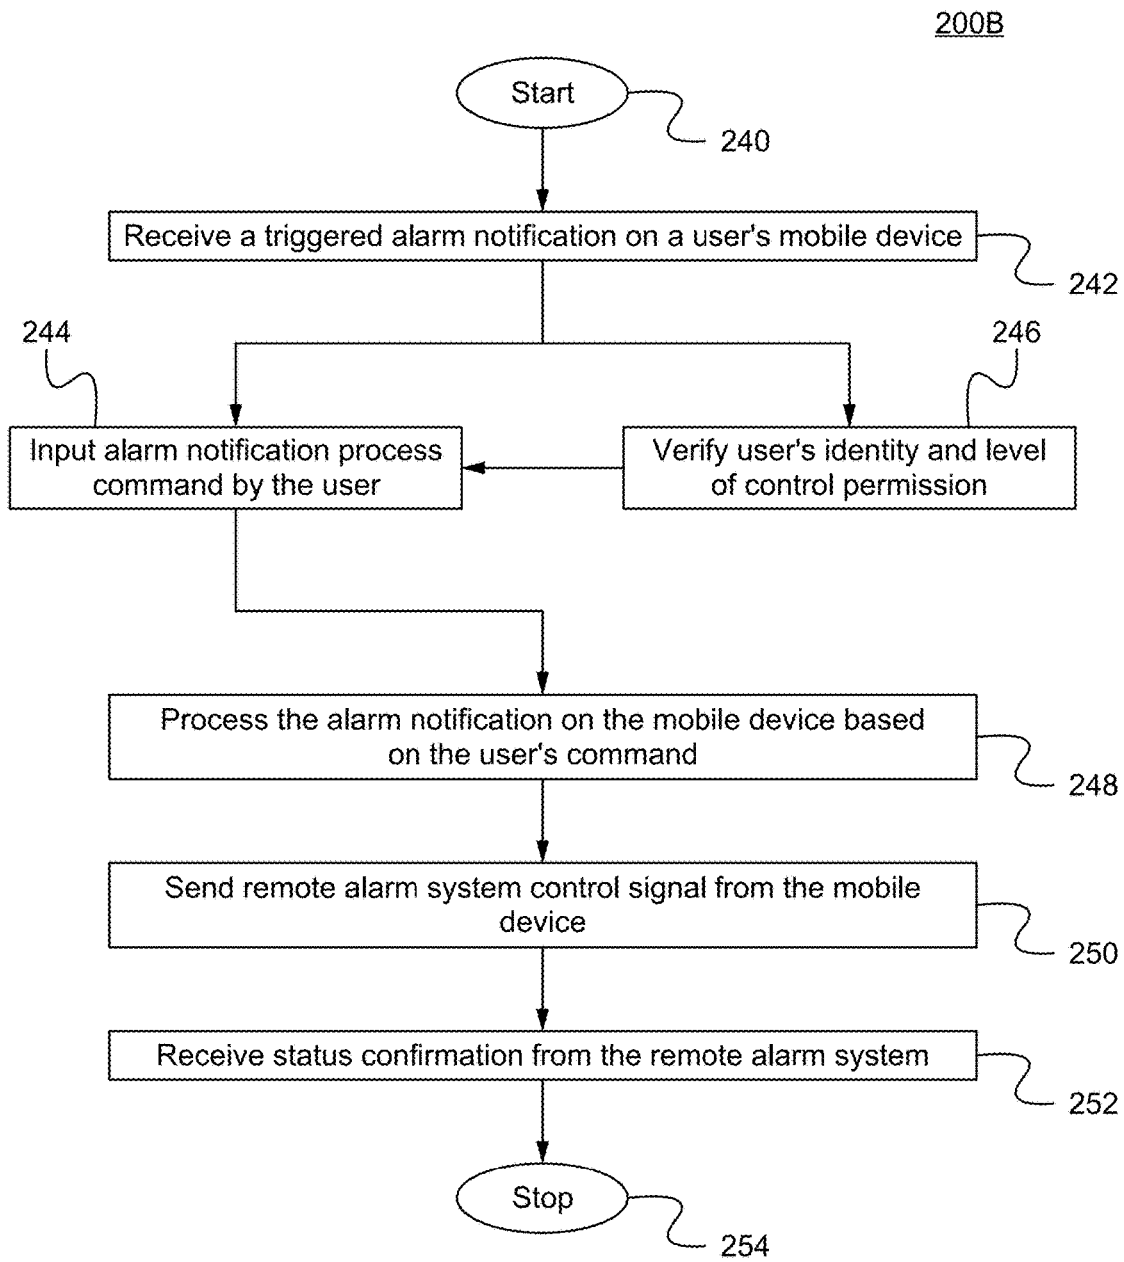 200B
Start
240
Receive a triggered alarm notification on a user's mobile device
242
244
246
Input alarm notification process
command by the user
Verify user's identity and level
of control permission
Process the alarm notification on the mobile device based
on the user's command
248
Send remote alarm system control signal from the mobile
device
250
Receive status confirmation from the remote alarm system
252
Stop
254